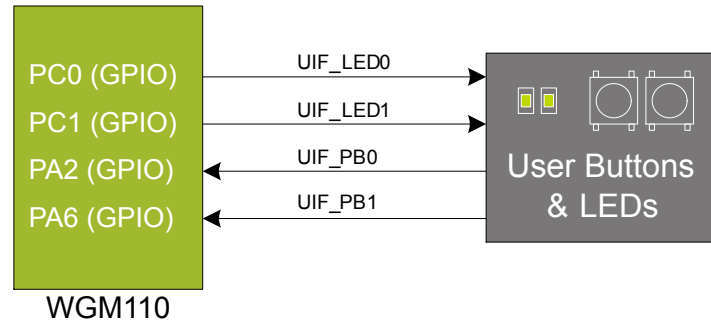 PC0 (GPIO)
UIF_LED0
PC1 (GPIO)
UIF_LED1
PA2 (GPIO)
UIF_PB0
PA6 (GPIO)
UIF_PB1
User Buttons
& LEDs
WGM110